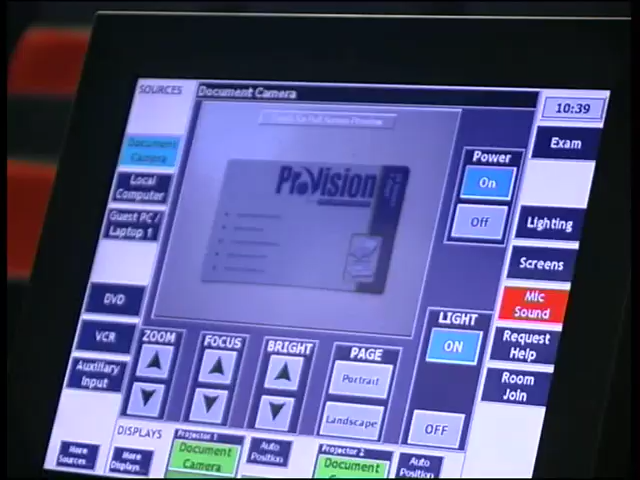 SOURCES
Document Camera
10:39
Document
Camera
Local
Computer
Guest PC /
Laptop 1
DVD
VCR
Auxiliary
Input
More
Sources
ProVision
Power
On
Off
Exam
Lighting
Screens
Mic
Sound
Request
Help
Room
Join
ZOOM
FOCUS
BRIGHT
PAGE
Portrait
Landscape
LIGHT
ON
OFF
DISPLAYS
More
Displays
Projector 1
Document
Camera
Auto
Position
Projector 2
Document
Camera
Auto
Position